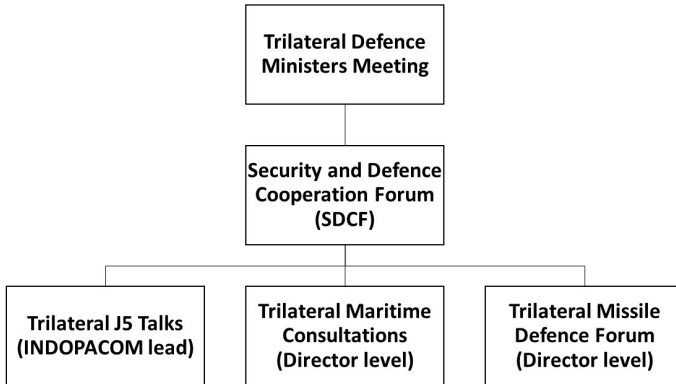 Trilateral Defence
Ministers Meeting
Security and Defence
Cooperation Forum
(SDCF)
Trilateral J5 Talks
(INDOPACOM lead)
Trilateral Maritime
Consultations
(Director level)
Trilateral Missile
Defence Forum
(Director level)